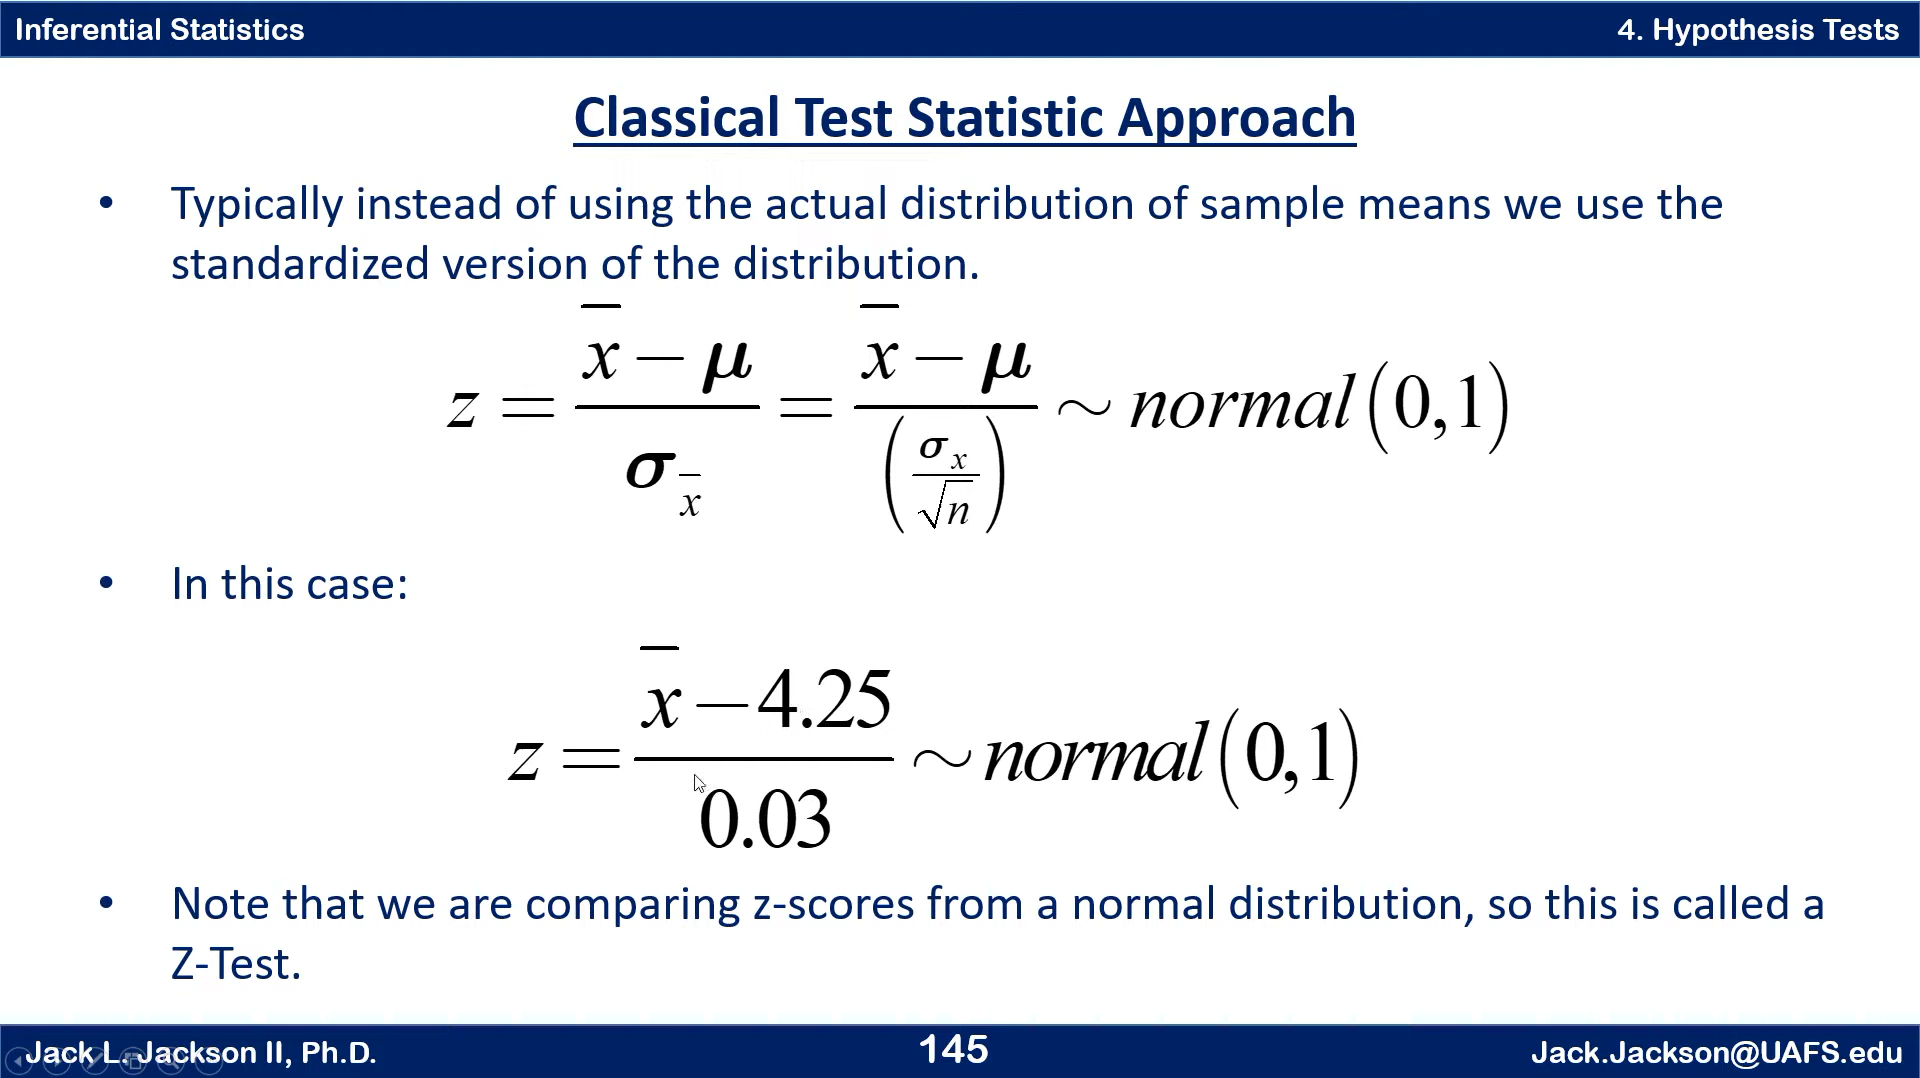 Inferential Statistics
4. Hypothesis Tests
Classical Test Statistic Approach
• Typically instead of using the actual distribution of sample means we use the
standardized version of the distribution.
z = (x̄ − μ) / σ_x̄ = (x̄ − μ) / (σ_x / √n) ~ normal(0,1)
• In this case:
z = (x̄ − 4.25) / 0.03 ~ normal(0,1)
• Note that we are comparing z-scores from a normal distribution, so this is called a
Z-Test.
Jack L. Jackson II, Ph.D.
145
Jack.Jackson@UAFS.edu